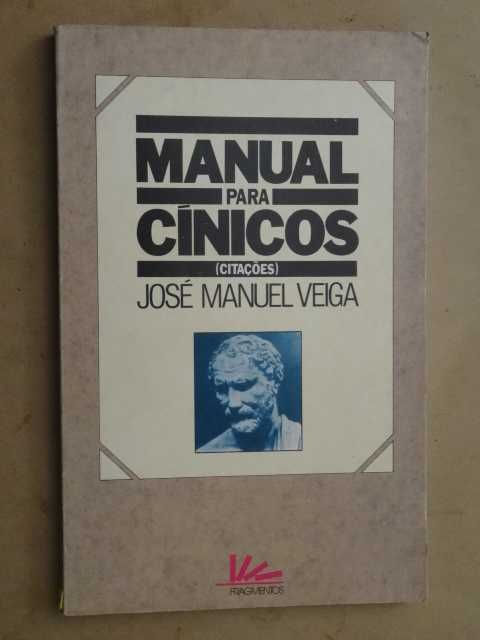 MANUAL
PARA
CÍNICOS
(CITAÇÕES)
JOSÉ MANUEL VEIGA
FRAGMENTOS